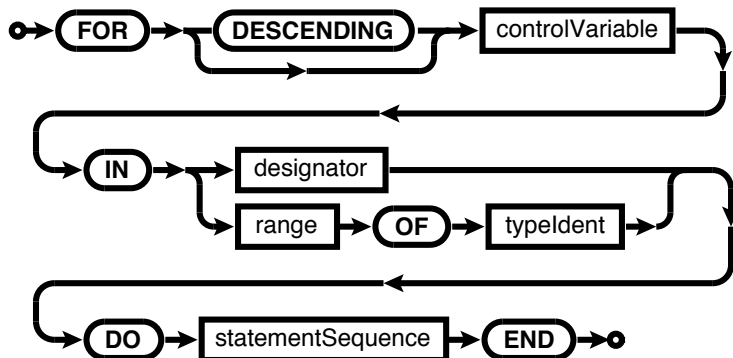 FOR DESCENDING controlVariable
IN designator
range OF typeIdent
DO statementSequence END